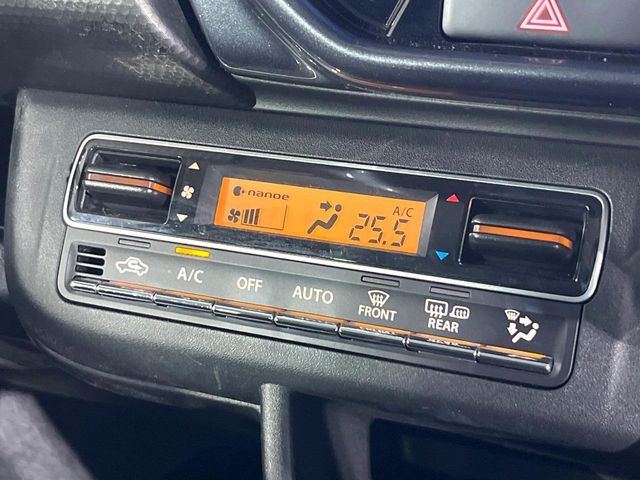 nanoe
A/C
25.5
A/C
OFF
AUTO
FRONT
REAR